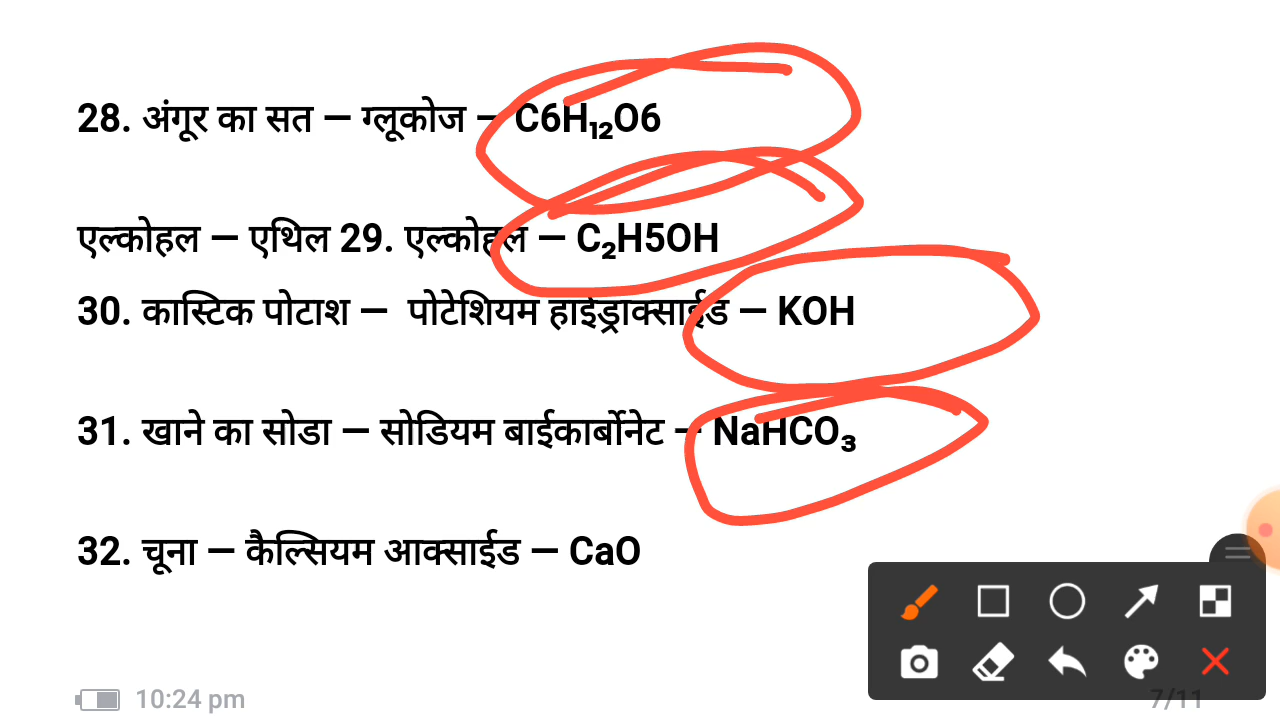 28. अंगूर का सत — ग्लूकोज — C6H₁₂O6
एल्कोहल — एथिल 29. एल्कोहल — C₂H5OH
30. कास्टिक पोटाश — पोटेशियम हाईड्राक्साईड — KOH
31. खाने का सोडा — सोडियम बाईकार्बोनेट — NaHCO₃
32. चूना — कैल्सियम आक्साईड — CaO
10:24 pm
7/11